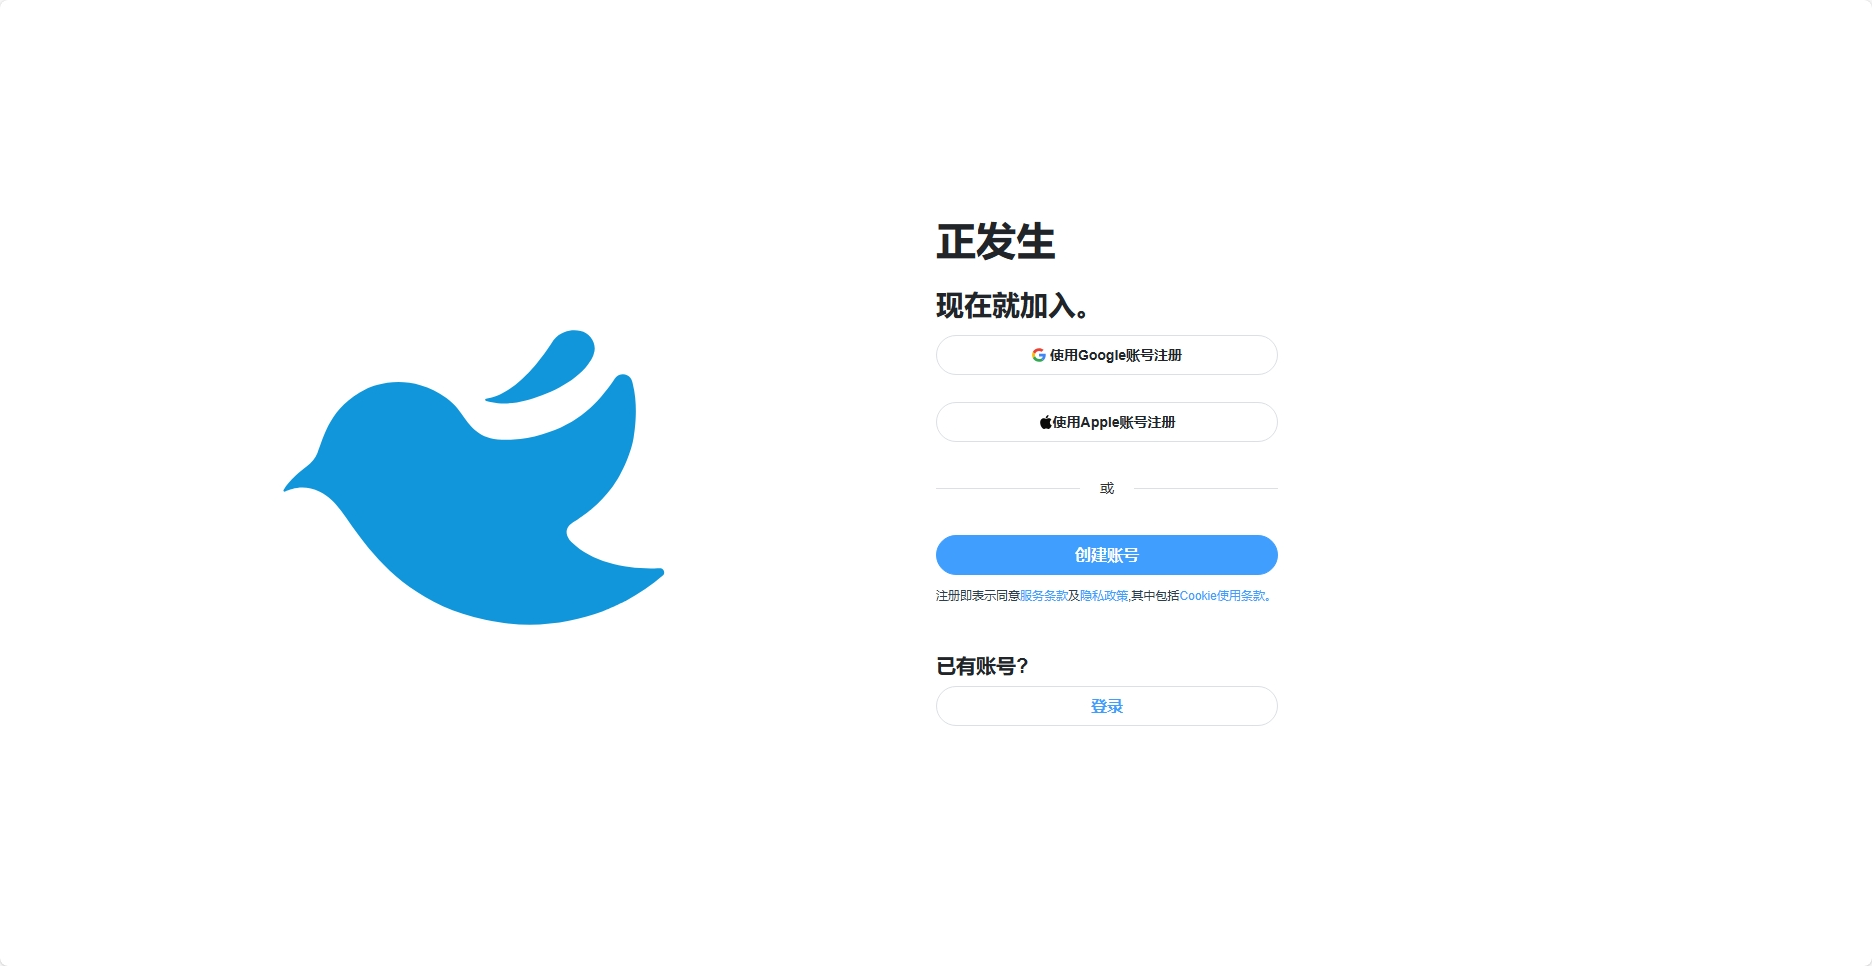 正发生
现在就加入。
使用Google账号注册
使用Apple账号注册
或
创建账号
注册即表示同意服务条款及隐私政策,其中包括Cookie使用条款。
已有账号?
登录